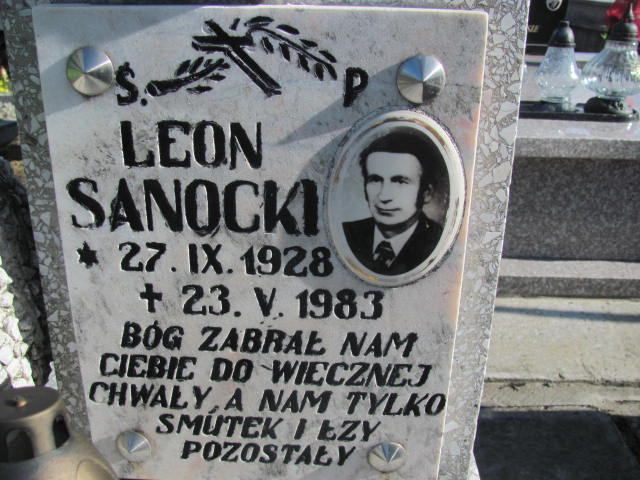 Ś. P
LEON
SANOCKI
* 27. IX. 1928
✝ 23. V. 1983
BÓG ZABRAŁ NAM
CIEBIE DO WIECZNEJ
CHWAŁY, A NAM TYLKO
SMUTEK I ŁZY
POZOSTAŁY